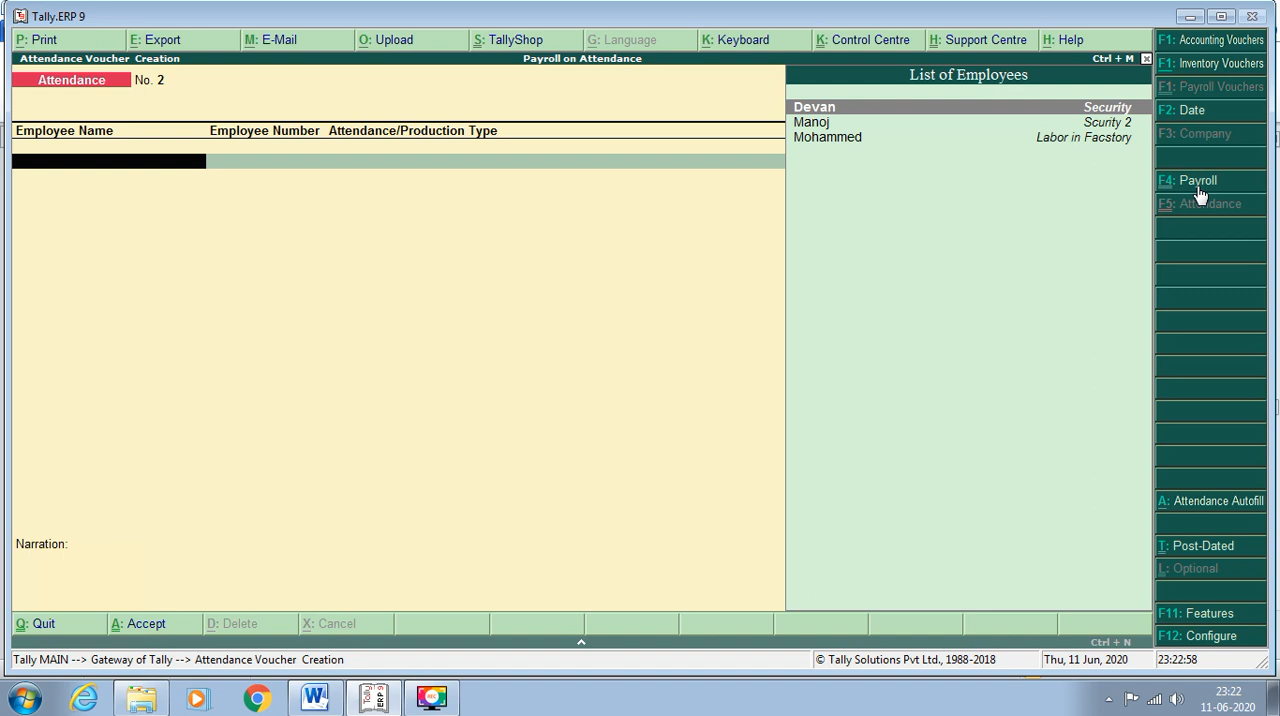 Tally.ERP 9
P: Print E: Export M: E-Mail O: Upload S: TallyShop G: Language K: Keyboard K: Control Centre H: Support Centre H: Help
Attendance Voucher Creation Payroll on Attendance Ctrl + M
Attendance No. 2
Employee Name Employee Number Attendance/Production Type
List of Employees
Devan Security
Manoj Scurity 2
Mohammed Labor in Facstory
F1: Accounting Vouchers
F1: Inventory Vouchers
F1: Payroll Vouchers
F2: Date
F3: Company
F4: Payroll
F5: Attendance
A: Attendance Autofill
T: Post-Dated
L: Optional
F11: Features
F12: Configure
Narration:
Q: Quit A: Accept D: Delete X: Cancel
Ctrl + N
Tally MAIN --> Gateway of Tally --> Attendance Voucher Creation © Tally Solutions Pvt Ltd., 1988-2018 Thu, 11 Jun, 2020 23:22:58
W
Tally.ERP 9
REC
23:22
11-06-2020